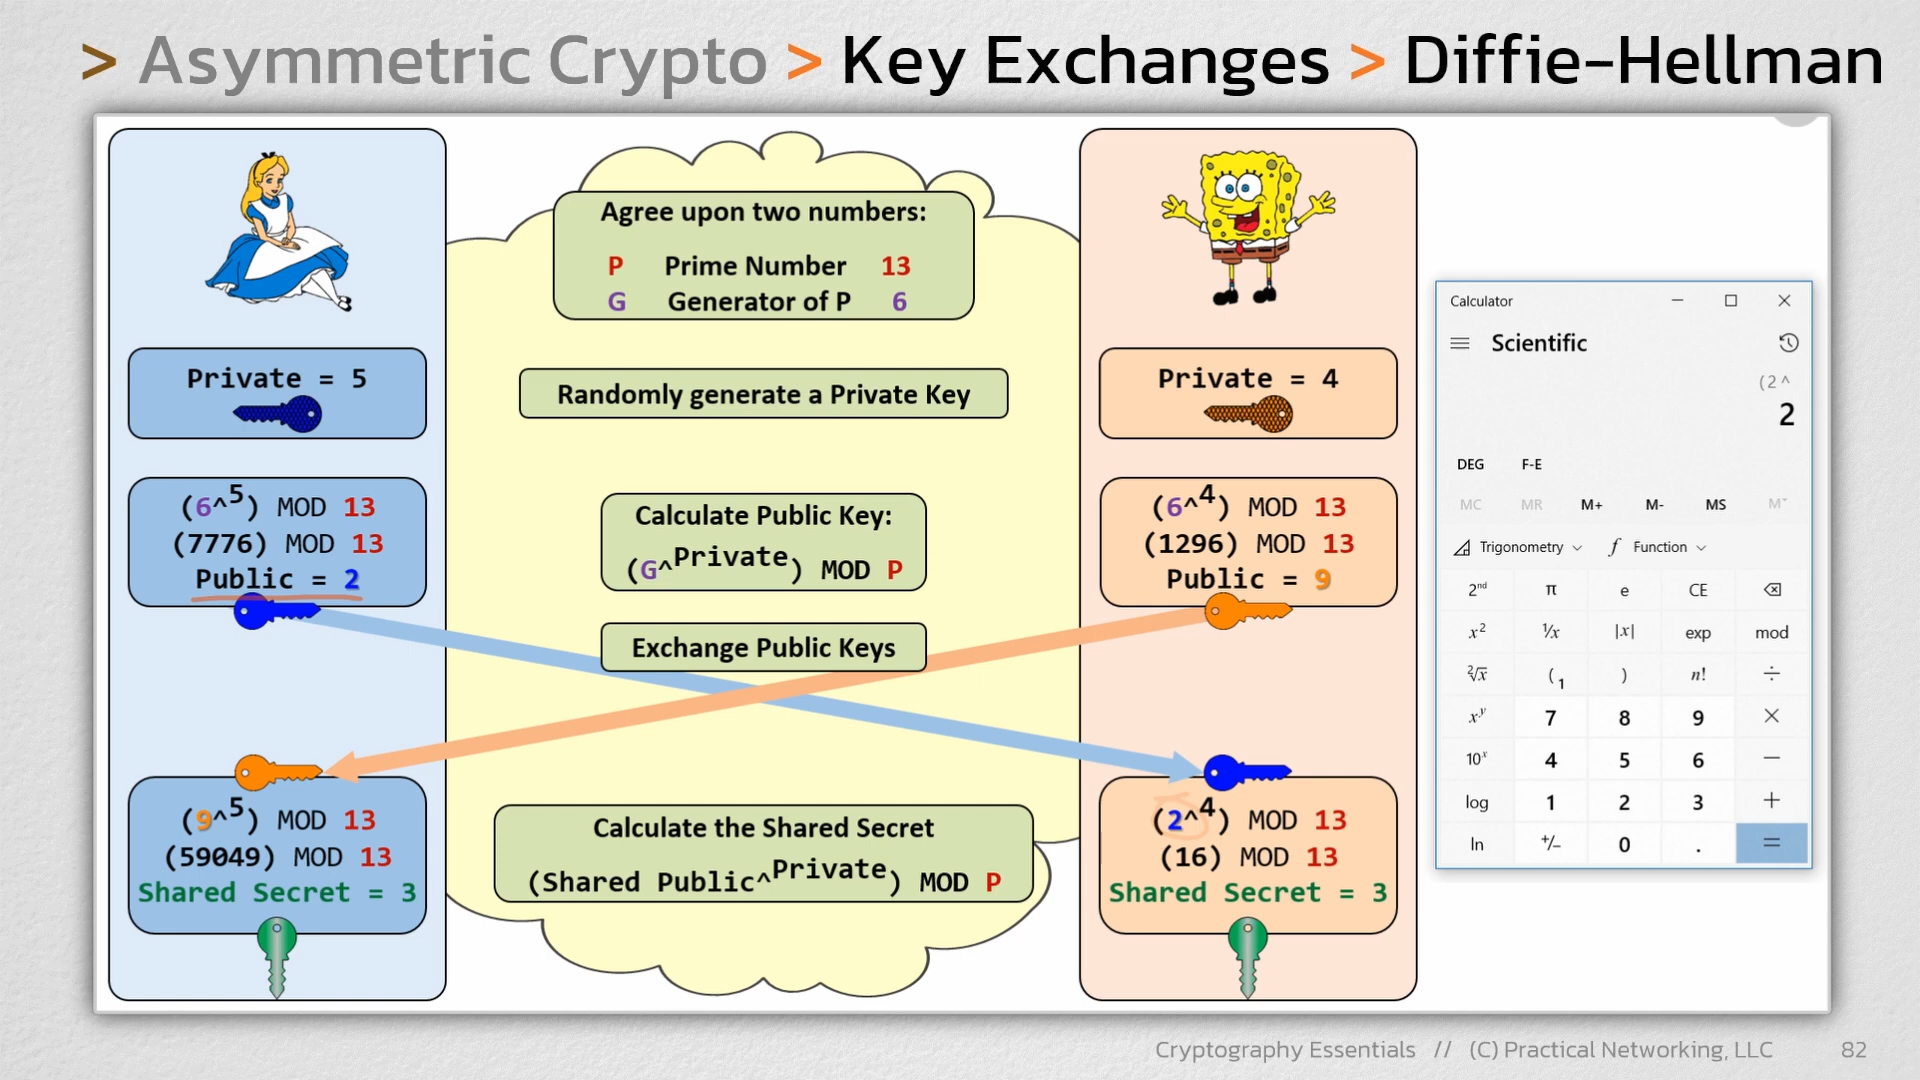 > Asymmetric Crypto > Key Exchanges > Diffie-Hellman
Agree upon two numbers:
P Prime Number 13
G Generator of P 6
Private = 5
Randomly generate a Private Key
Private = 4
(6^5) MOD 13
(7776) MOD 13
Public = 2
Calculate Public Key:
(G^Private) MOD P
(6^4) MOD 13
(1296) MOD 13
Public = 9
Exchange Public Keys
(9^5) MOD 13
(59049) MOD 13
Shared Secret = 3
Calculate the Shared Secret
(Shared Public^Private) MOD P
(2^4) MOD 13
(16) MOD 13
Shared Secret = 3
Calculator
Scientific
(2 ^
2
DEG F-E
MC MR M+ M- MS M˅
Trigonometry f Function
2nd π e CE
x² ¹/x |x| exp mod
²√x (1 ) n! ÷
xʸ 7 8 9 ×
10ˣ 4 5 6 −
log 1 2 3 +
ln +/− 0 . =
Cryptography Essentials // (C) Practical Networking, LLC 82